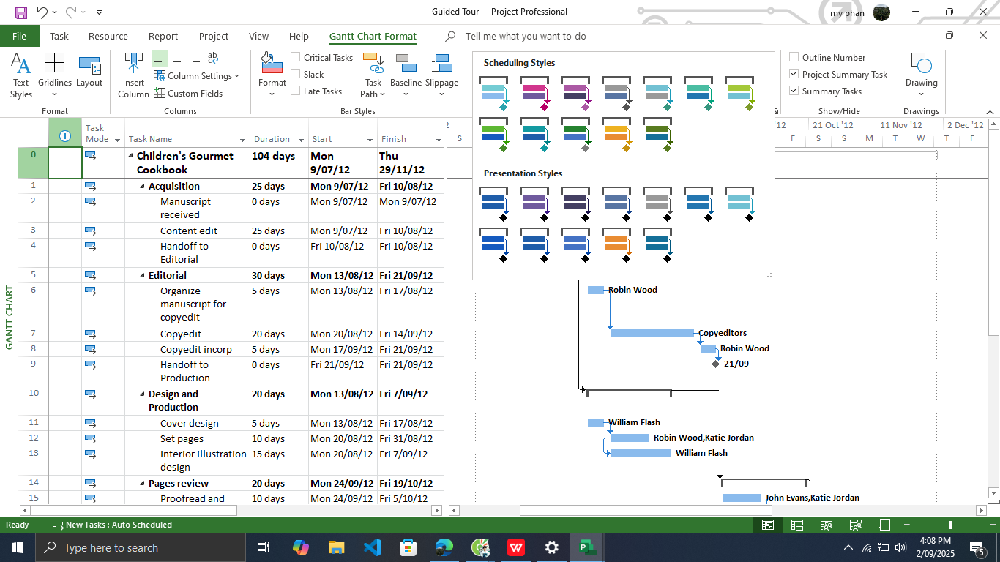 Guided Tour - Project Professional
my phan
File Task Resource Report Project View Help Gantt Chart Format Tell me what you want to do
Text Styles
Gridlines
Layout
Format
Insert Column
Column Settings
Custom Fields
Columns
Format
Critical Tasks
Slack
Late Tasks
Task Path
Baseline
Slippage
Bar Styles
Scheduling Styles
Presentation Styles
Outline Number
Project Summary Task
Summary Tasks
Show/Hide
Drawing
Drawings
Task Mode Task Name Duration Start Finish
S
12 21 Oct '12 11 Nov '12 2 Dec '12
F S S M T W T F
0 Children's Gourmet Cookbook 104 days Mon 9/07/12 Thu 29/11/12
1 Acquisition 25 days Mon 9/07/12 Fri 10/08/12
2 Manuscript received 0 days Mon 9/07/12 Mon 9/07/12
3 Content edit 25 days Mon 9/07/12 Fri 10/08/12
4 Handoff to Editorial 0 days Fri 10/08/12 Fri 10/08/12
5 Editorial 30 days Mon 13/08/12 Fri 21/09/12
6 Organize manuscript for copyedit 5 days Mon 13/08/12 Fri 17/08/12
7 Copyedit 20 days Mon 20/08/12 Fri 14/09/12
8 Copyedit incorp 5 days Mon 17/09/12 Fri 21/09/12
9 Handoff to Production 0 days Fri 21/09/12 Fri 21/09/12
10 Design and Production 20 days Mon 13/08/12 Fri 7/09/12
11 Cover design 5 days Mon 13/08/12 Fri 17/08/12
12 Set pages 10 days Mon 20/08/12 Fri 31/08/12
13 Interior illustration design 15 days Mon 20/08/12 Fri 7/09/12
14 Pages review 20 days Mon 24/09/12 Fri 19/10/12
15 Proofread and 10 days Mon 24/09/12 Fri 5/10/12
GANTT CHART
Robin Wood
Copyeditors
Robin Wood
21/09
William Flash
Robin Wood,Katie Jordan
William Flash
John Evans,Katie Jordan
Ready New Tasks : Auto Scheduled
Type here to search
4:08 PM
2/09/2025
5